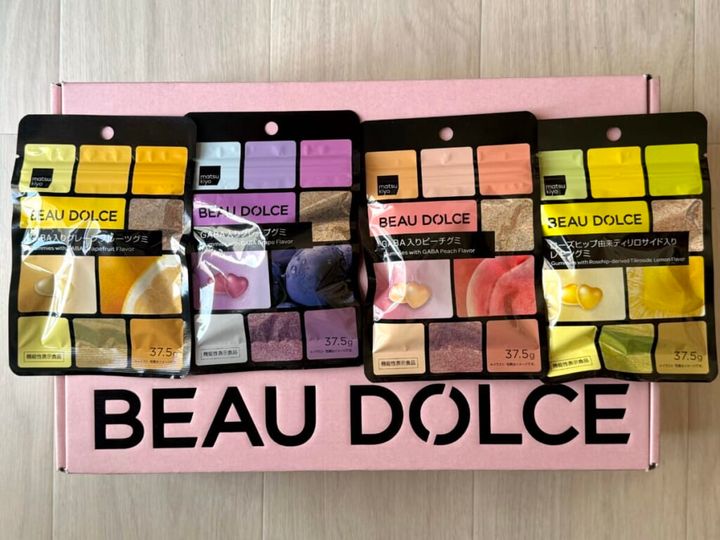 matsu
kiyo
BEAU DOLCE
GABA入りグレープフルーツグミ
Gummies with GABA Grapefruit Flavor
機能性表示食品
37.5g
BEAU DOLCE
GABA入りグレープグミ
Gummies with GABA Grape Flavor
機能性表示食品
37.5g
matsu
kiyo
BEAU DOLCE
GABA入りピーチグミ
Gummies with GABA Peach Flavor
機能性表示食品
37.5g
matsu
kiyo
BEAU DOLCE
ローズヒップ由来ティリロサイド入り
レモングミ
Gummies with Rosehip-derived Tiliroside Lemon Flavor
機能性表示食品
37.5g
BEAU DOLCE